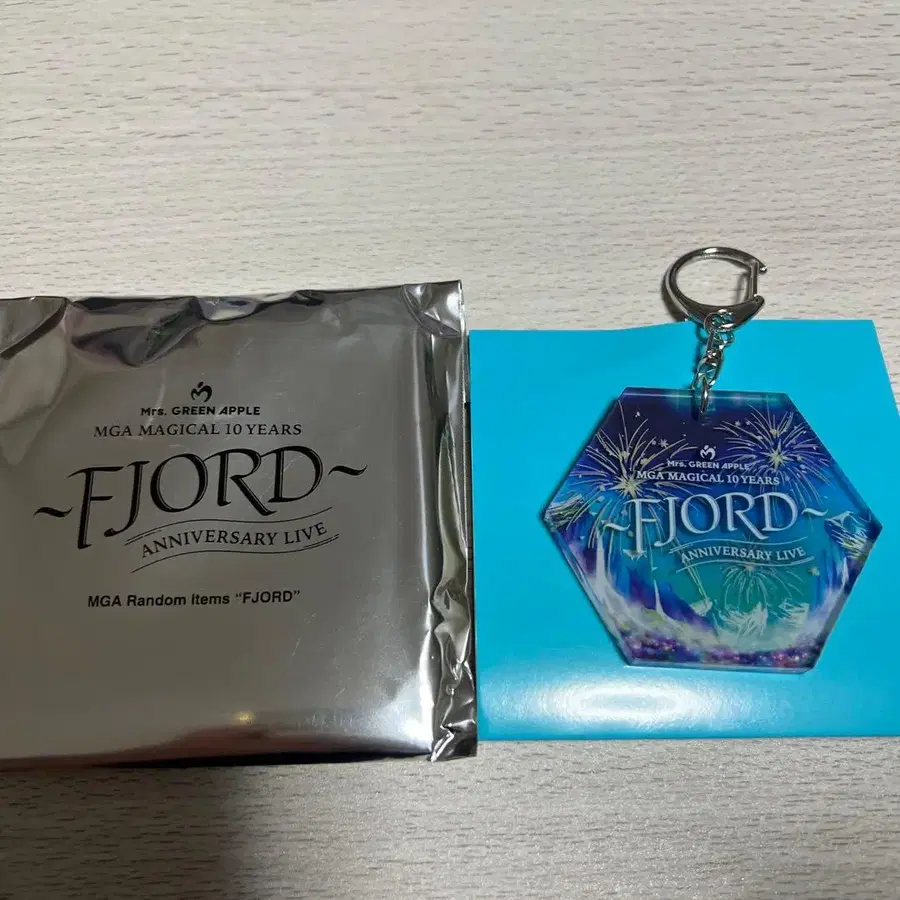 Mrs. GREEN APPLE
MGA MAGICAL 10 YEARS
~FJORD~
ANNIVERSARY LIVE
MGA Random Items "FJORD"
Mrs. GREEN APPLE
MGA MAGICAL 10 YEARS
~FJORD~
ANNIVERSARY LIVE